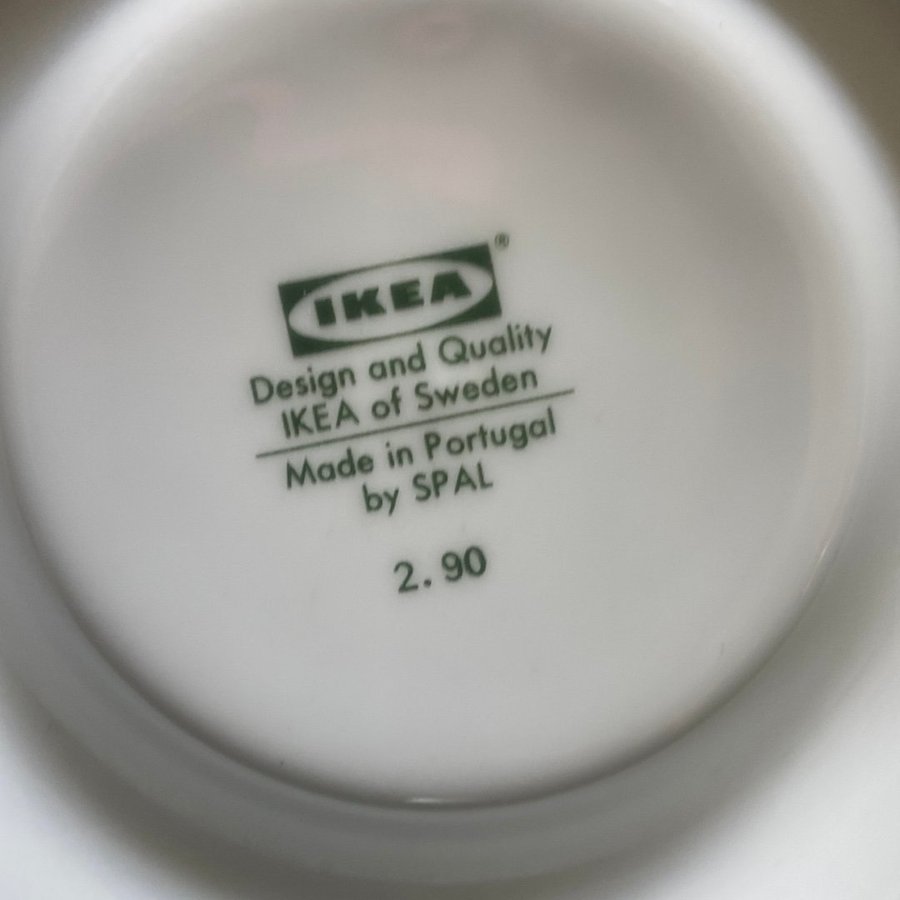 IKEA®
Design and Quality
IKEA of Sweden
Made in Portugal
by SPAL
2.90